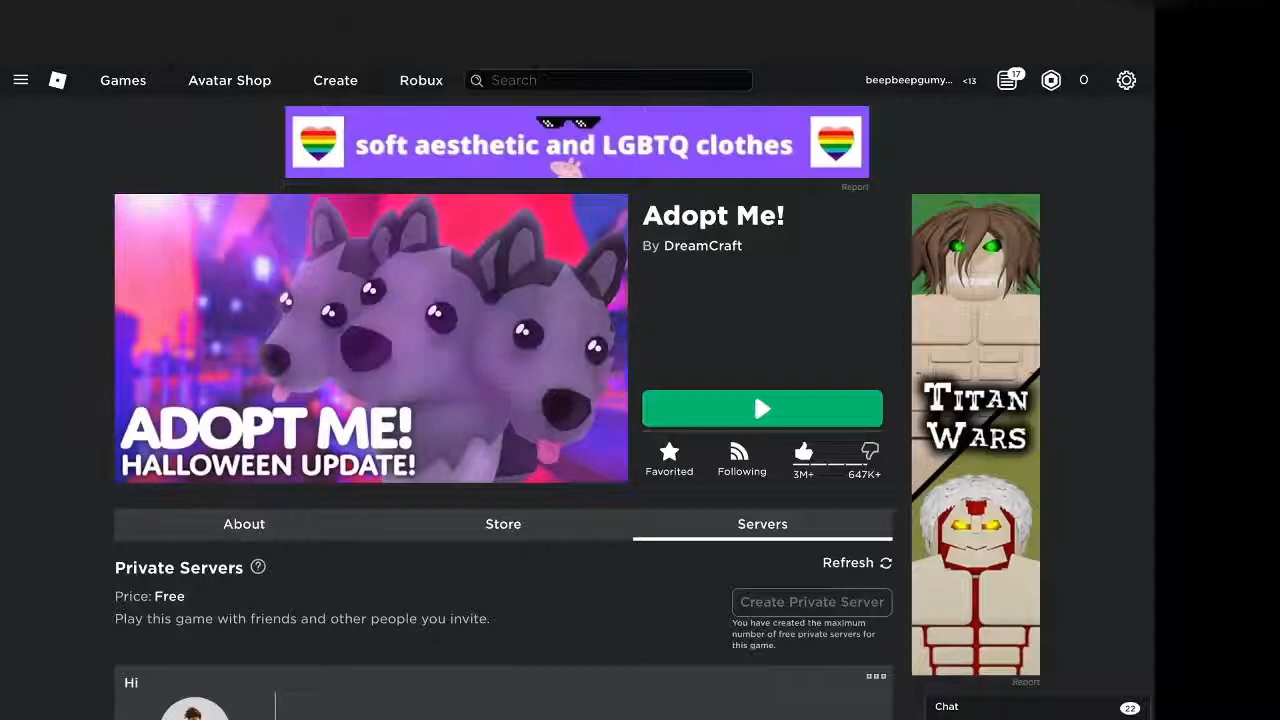 Games Avatar Shop Create Robux Search beepbeepgumy... <13 17 0
soft aesthetic and LGBTQ clothes
Report
ADOPT ME!
HALLOWEEN UPDATE!
Adopt Me!
By DreamCraft
Favorited Following 3M+ 647K+
TITAN
WARS
About Store Servers
Private Servers ?
Refresh
Price: Free
Play this game with friends and other people you invite.
Create Private Server
You have created the maximum
number of free private servers for
this game.
Report
Hi
Chat 22